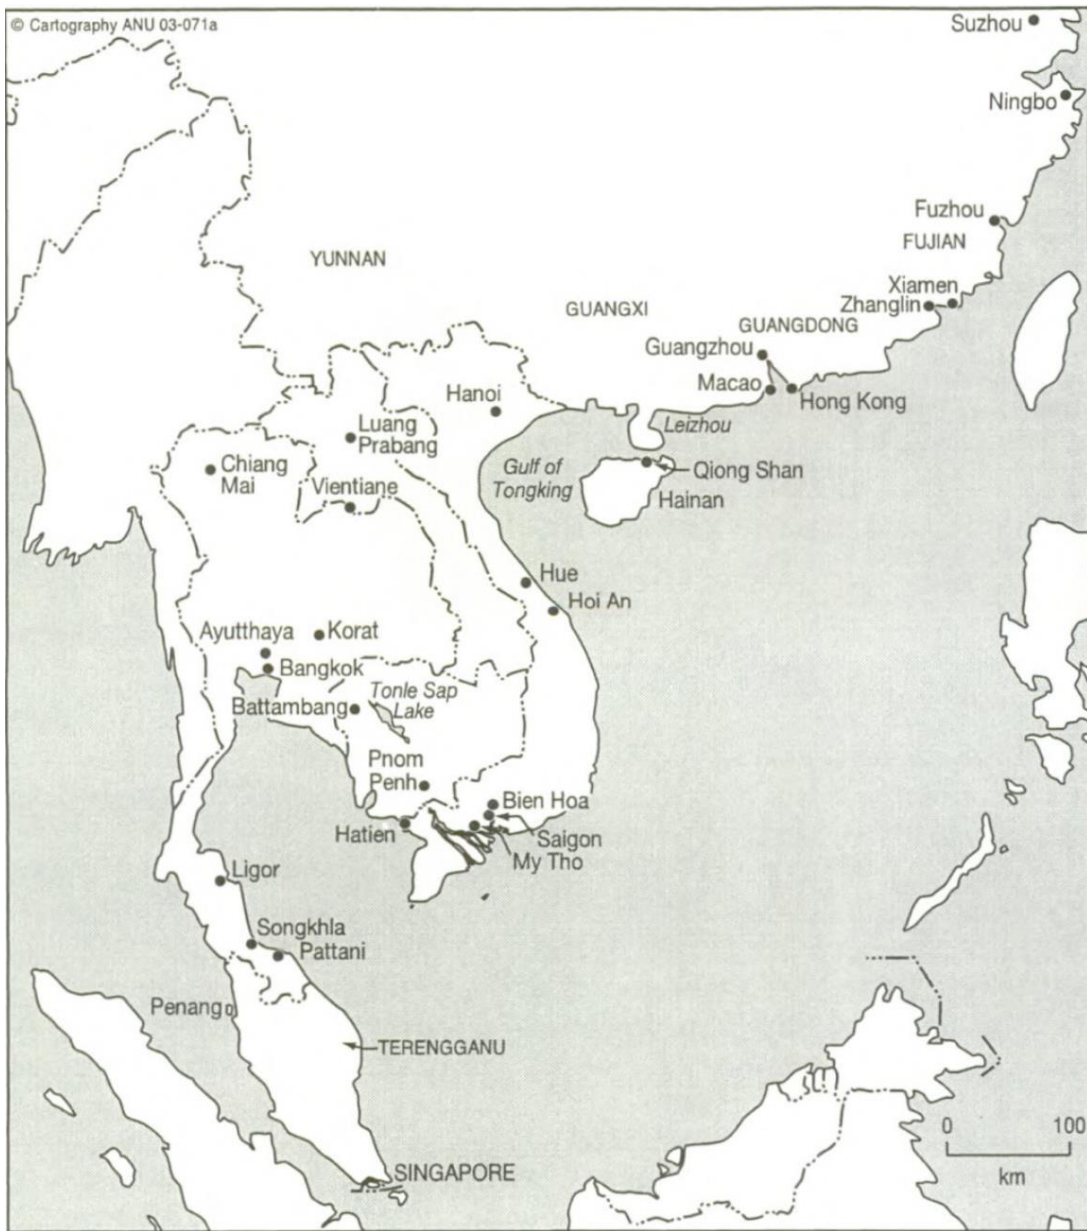 © Cartography ANU 03-071a
Suzhou
Ningbo
Fuzhou
FUJIAN
YUNNAN
Xiamen
Zhanglin
GUANGXI
GUANGDONG
Guangzhou
Macao
Hong Kong
Hanoi
Leizhou
Luang
Prabang
Chiang
Mai
Gulf of
Tongking
Qiong Shan
Vientiane
Hainan
Hue
Hoi An
Ayutthaya
Korat
Bangkok
Battambang
Tonle Sap
Lake
Pnom
Penh
Bien Hoa
Hatien
Saigon
My Tho
Ligor
Songkhla
Pattani
Penang
TERENGGANU
0 100
km
SINGAPORE